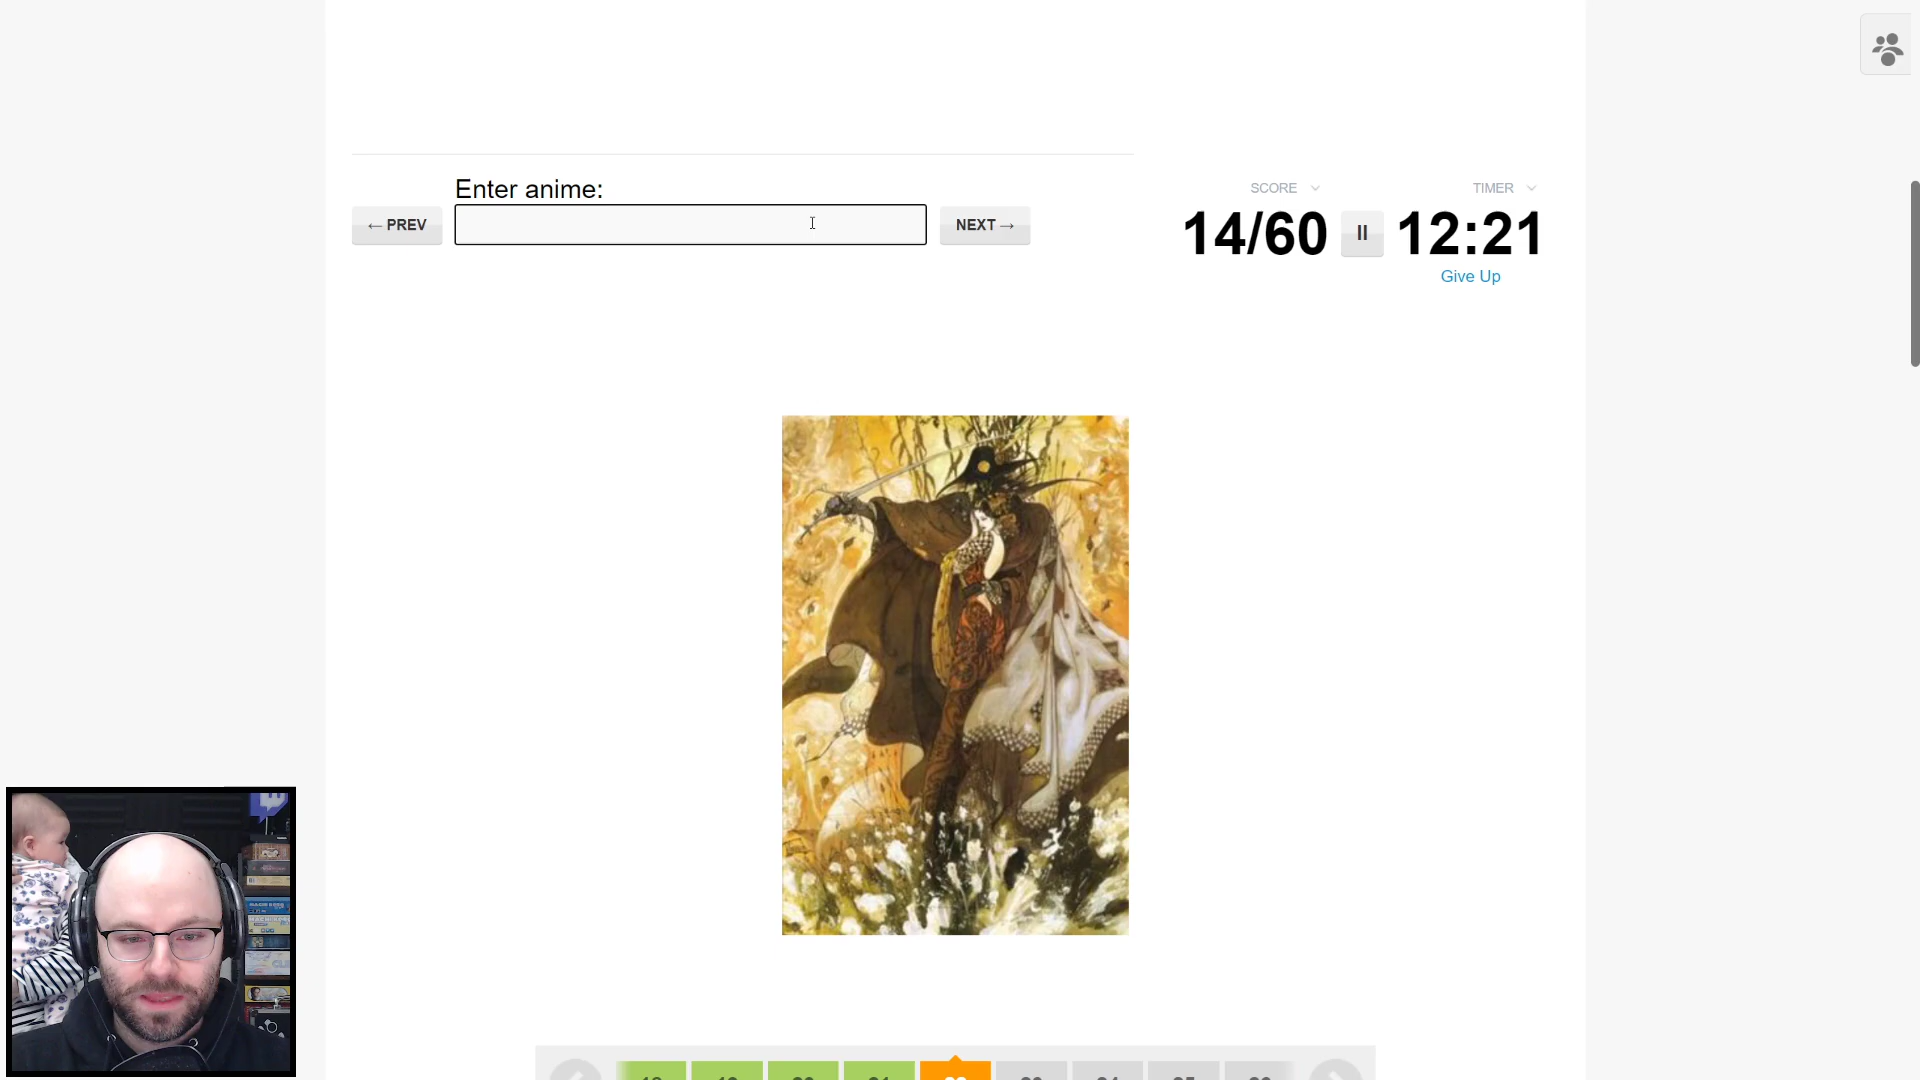 Enter anime:
← PREV
NEXT →
SCORE
TIMER
14/60
12:21
Give Up